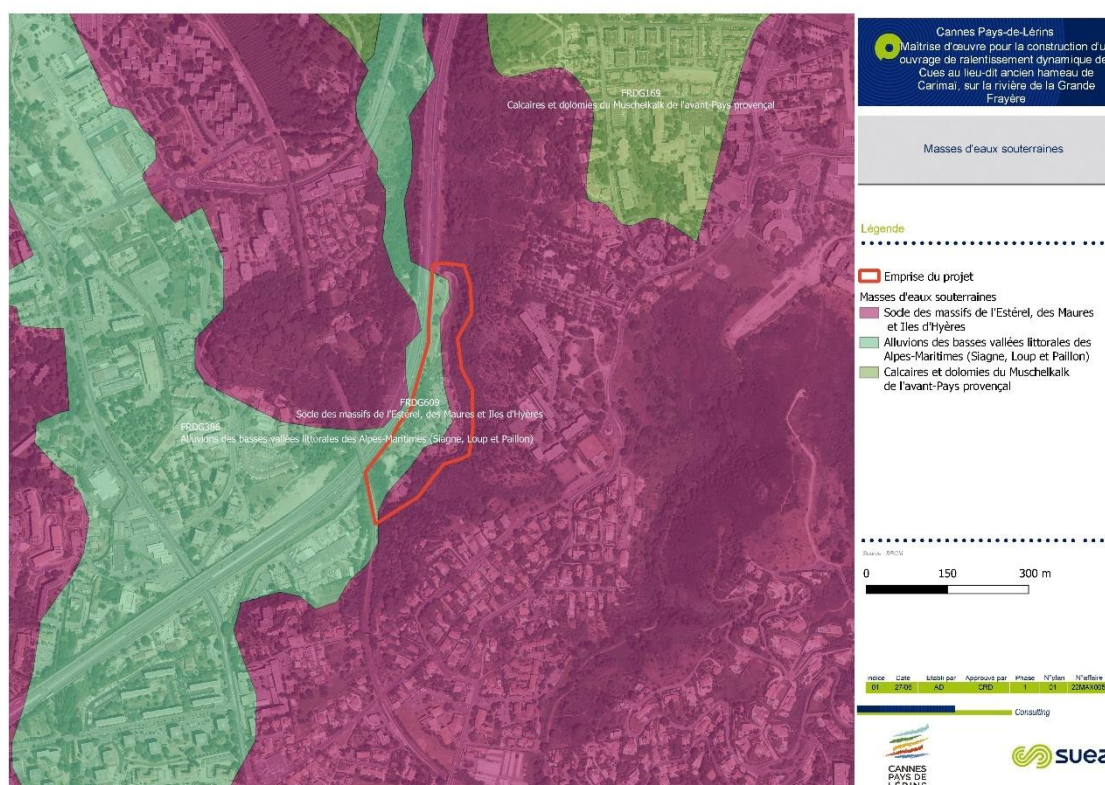 FRDG169
Calcaires et dolomies du Muschelkalk de l'avant-Pays provençal
FRDG609
Socle des massifs de l'Estérel, des Maures et Iles d'Hyères
FRDG386
Alluvions des basses vallées littorales des Alpes-Maritimes (Siagne, Loup et Paillon)
Cannes Pays-de-Lérins
Maîtrise d'œuvre pour la construction d'u
ouvrage de ralentissement dynamique de
Cues au lieu-dit ancien hameau de
Carimaï, sur la rivière de la Grande
Frayère
Masses d'eaux souterraines
Légende
Emprise du projet
Masses d'eaux souterraines
Socle des massifs de l'Estérel, des Maures
et Iles d'Hyères
Alluvions des basses vallées littorales des
Alpes-Maritimes (Siagne, Loup et Paillon)
Calcaires et dolomies du Muschelkalk
de l'avant-Pays provençal
Source : BRGM
0 150 300 m
Indice Date Etabli par Approuvé par Phase N°plan N°affaire
01 27/06 AD CRD 1 01
Consulting
CANNES
PAYS DE
LÉRINS
suea